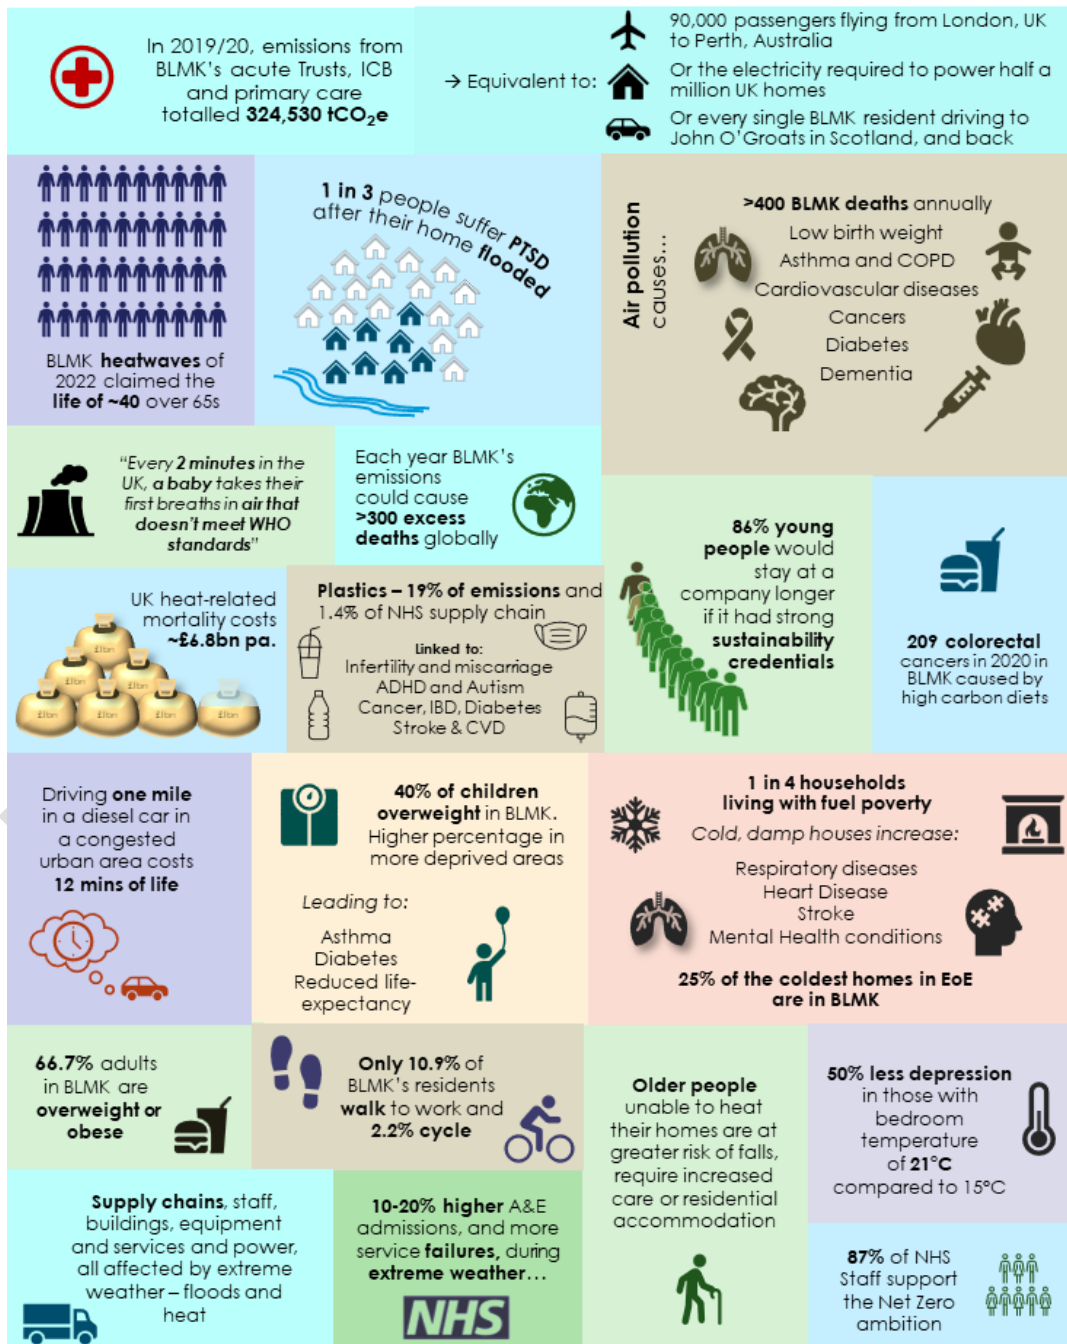 In 2019/20, emissions from
BLMK's acute Trusts, ICB
and primary care
totalled 324,530 tCO₂e
→ Equivalent to:
90,000 passengers flying from London, UK
to Perth, Australia
Or the electricity required to power half a
million UK homes
Or every single BLMK resident driving to
John O'Groats in Scotland, and back
BLMK heatwaves of
2022 claimed the
life of ~40 over 65s
1 in 3 people suffer PTSD
after their home flooded
Air pollution
causes...
>400 BLMK deaths annually
Low birth weight
Asthma and COPD
Cardiovascular diseases
Cancers
Diabetes
Dementia
"Every 2 minutes in the
UK, a baby takes their
first breaths in air that
doesn't meet WHO
standards"
Each year BLMK's
emissions
could cause
>300 excess
deaths globally
86% young
people would
stay at a
company longer
if it had strong
sustainability
credentials
209 colorectal
cancers in 2020 in
BLMK caused by
high carbon diets
UK heat-related
mortality costs
~£6.8bn pa.
£1bn
£1bn
£1bn
£1bn
£1bn
£1bn
£1bn
Plastics – 19% of emissions and
1.4% of NHS supply chain
Linked to:
Infertility and miscarriage
ADHD and Autism
Cancer, IBD, Diabetes
Stroke & CVD
Driving one mile
in a diesel car in
a congested
urban area costs
12 mins of life
40% of children
overweight in BLMK.
Higher percentage in
more deprived areas
Leading to:
Asthma
Diabetes
Reduced life-
expectancy
1 in 4 households
living with fuel poverty
Cold, damp houses increase:
Respiratory diseases
Heart Disease
Stroke
Mental Health conditions
25% of the coldest homes in EoE
are in BLMK
66.7% adults
in BLMK are
overweight or
obese
Only 10.9% of
BLMK's residents
walk to work and
2.2% cycle
Older people
unable to heat
their homes are at
greater risk of falls,
require increased
care or residential
accommodation
50% less depression
in those with
bedroom
temperature
of 21°C
compared to 15°C
Supply chains, staff,
buildings, equipment
and services and power,
all affected by extreme
weather – floods and
heat
10-20% higher A&E
admissions, and more
service failures, during
extreme weather...
NHS
87% of NHS
Staff support
the Net Zero
ambition